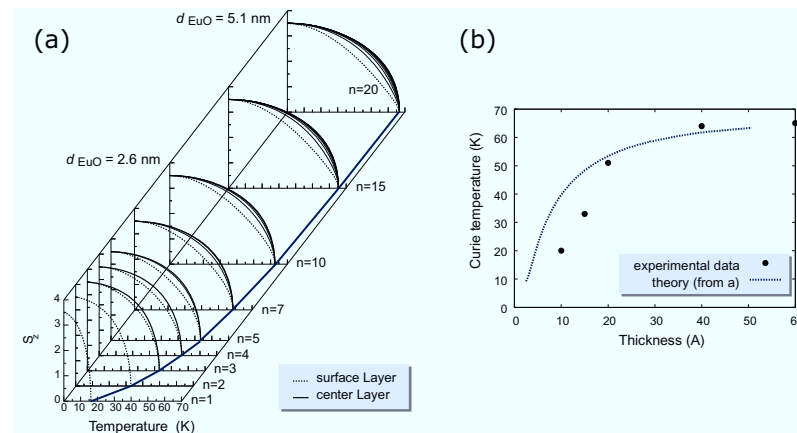 (a)
d EuO = 5.1 nm
n=20
d EuO = 2.6 nm
n=15
n=10
n=7
n=5
n=4
n=3
n=2
n=1
4
3
2
1
0
S_z
0 10 20 30 40 50 60 70
Temperature (K)
surface Layer
center Layer
(b)
70
60
50
40
30
20
10
0
Curie temperature (K)
experimental data
theory (from a)
0 10 20 30 40 50 60
Thickness (A)